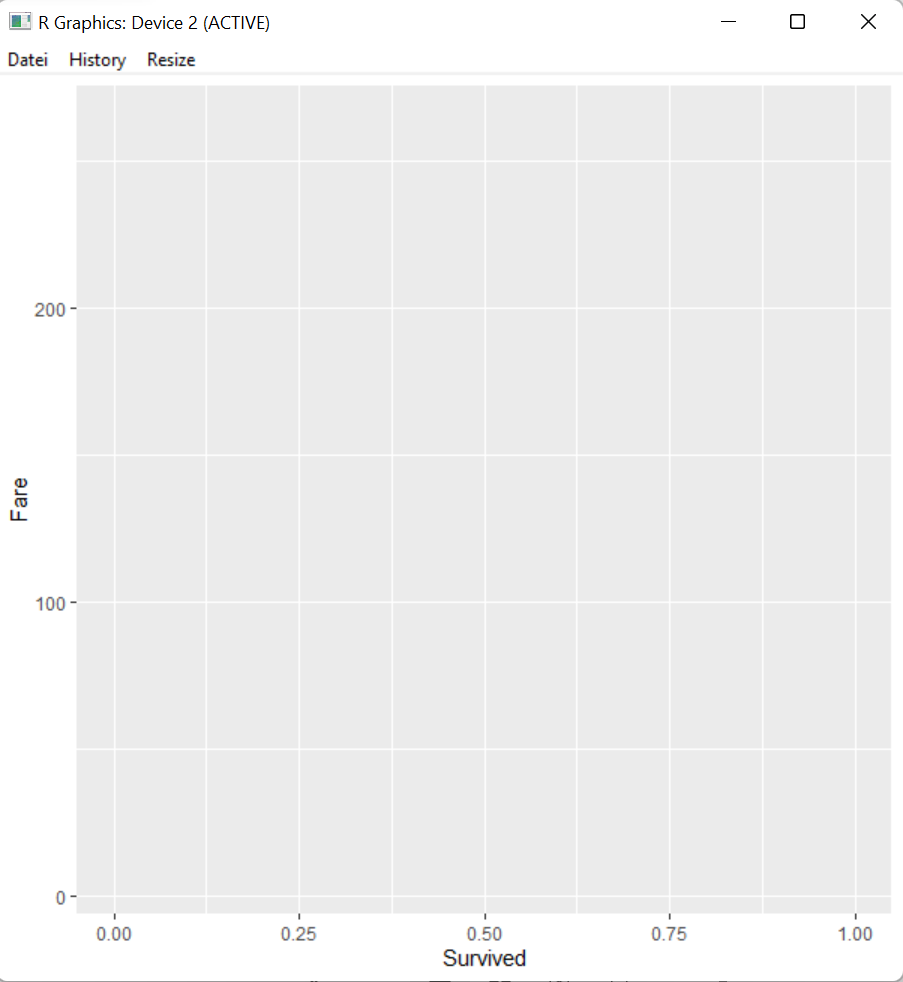 R Graphics: Device 2 (ACTIVE)
Datei History Resize
200
100
0
Fare
0.00 0.25 0.50 0.75 1.00
Survived